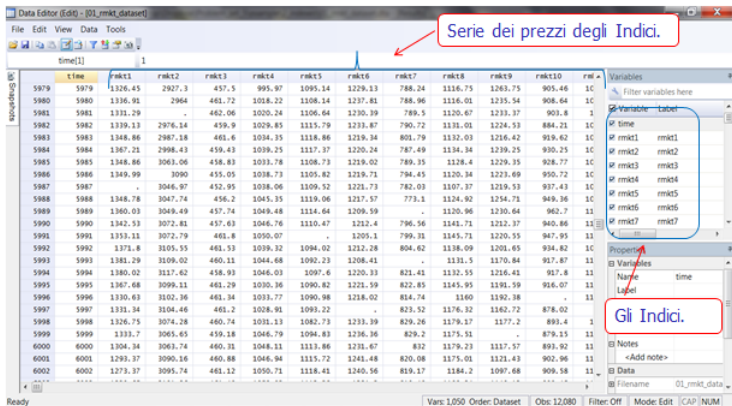 Data Editor (Edit) - [01_rmkt_dataset]
File Edit View Data Tools
Serie dei prezzi degli Indici.
time[1] 1
Snapshots
time rmkt1 rmkt2 rmkt3 rmkt4 rmkt5 rmkt6 rmkt7 rmkt8 rmkt9 rmkt10
5979 5979 1326.45 2927.3 457.5 995.97 1095.14 1229.13 788.24 1116.75 1263.75 905.46
5980 5980 1336.91 2964 461.72 1018.22 1108.14 1237.81 788.96 1116.01 1235.54 908.64
5981 5981 1331.29 . 462.06 1020.24 1106.64 1230.39 789.5 1120.67 1233.37 903.8
5982 5982 1339.13 2976.14 459.9 1029.85 1115.79 1233.87 790.72 1131.01 1224.53 884.21
5983 5983 1348.86 2987.18 461.6 1034.35 1118.86 1219.34 801.79 1132.03 1216.42 919.62
5984 5984 1367.21 2998.43 459.43 1039.25 1117.37 1220.24 787.49 1134.34 1239.25 930.25
5985 5985 1348.86 3063.06 458.83 1033.78 1108.73 1219.02 789.35 1128.4 1229.35 928.77
5986 5986 1349.99 3090 455.05 1038.73 1105.82 1219.71 794.45 1120.34 1223.69 950.72
5987 5987 . 3046.97 452.95 1038.06 1109.52 1221.73 782.03 1107.37 1219.53 937.43
5988 5988 1348.78 3047.74 456.2 1045.35 1119.06 1217.57 773.1 1124.92 1254.71 949.36
5989 5989 1360.03 3049.49 457.74 1049.48 1114.64 1209.59 . 1120.96 1230.64 962.7
5990 5990 1342.53 3072.81 457.63 1046.76 1110.47 1212.4 796.56 1141.71 1212.37 940.86
5991 5991 1353.11 3072.79 461.8 1050.07 . 1205.1 799.31 1145.71 1220.55 947.95
5992 5992 1371.8 3105.55 461.53 1039.32 1094.02 1212.28 804.62 1138.09 1201.65 934.82
5993 5993 1381.29 3109.02 460.11 1044.68 1092.23 1208.41 . 1131.5 1170.84 917.87
5994 5994 1380.02 3117.62 458.93 1046.03 1097.6 1220.33 821.41 1132.55 1216.41 917.8
5995 5995 1367.68 3099.11 461.29 1030.36 1090.82 1221.59 822.85 1145.95 1191.59 916.07
5996 5996 1330.63 3102.36 461.34 1033.77 1090.98 1218.02 814.74 1160 1192.38 .
5997 5997 1331.34 3104.46 461.2 1028.91 1093.22 . 823.52 1176.32 1162.72 878.02
5998 5998 1326.75 3074.28 460.74 1031.13 1082.73 1233.39 829.26 1179.17 1177.2 893.4
5999 5999 1333.7 3065.65 459.18 1046.79 1094.83 1236.36 829.2 1175.51 . 879.15
6000 6000 1304.34 3063.74 460.31 1048.11 1113.86 1231.67 832 1179.23 1117.57 893.92
6001 6001 1293.37 3090.16 460.88 1046.94 1115.72 1241.48 820.08 1175.01 1121.43 902.96
6002 6002 1273.37 3095.74 461.12 1050.71 1118.41 1240.56 819.17 1184.2 1097.68 909.58
Variables
Filter variables here
Variable Label
time
rmkt1 rmkt1
rmkt2 rmkt2
rmkt3 rmkt3
rmkt4 rmkt4
rmkt5 rmkt5
rmkt6 rmkt6
rmkt7 rmkt7
Properties
Variables
Name time
Label
Gli Indici.
Notes
<Add note>
Data
Filename 01_rmkt_data
Ready Vars: 1,050 Order: Dataset Obs: 12,080 Filter: Off Mode: Edit CAP NUM